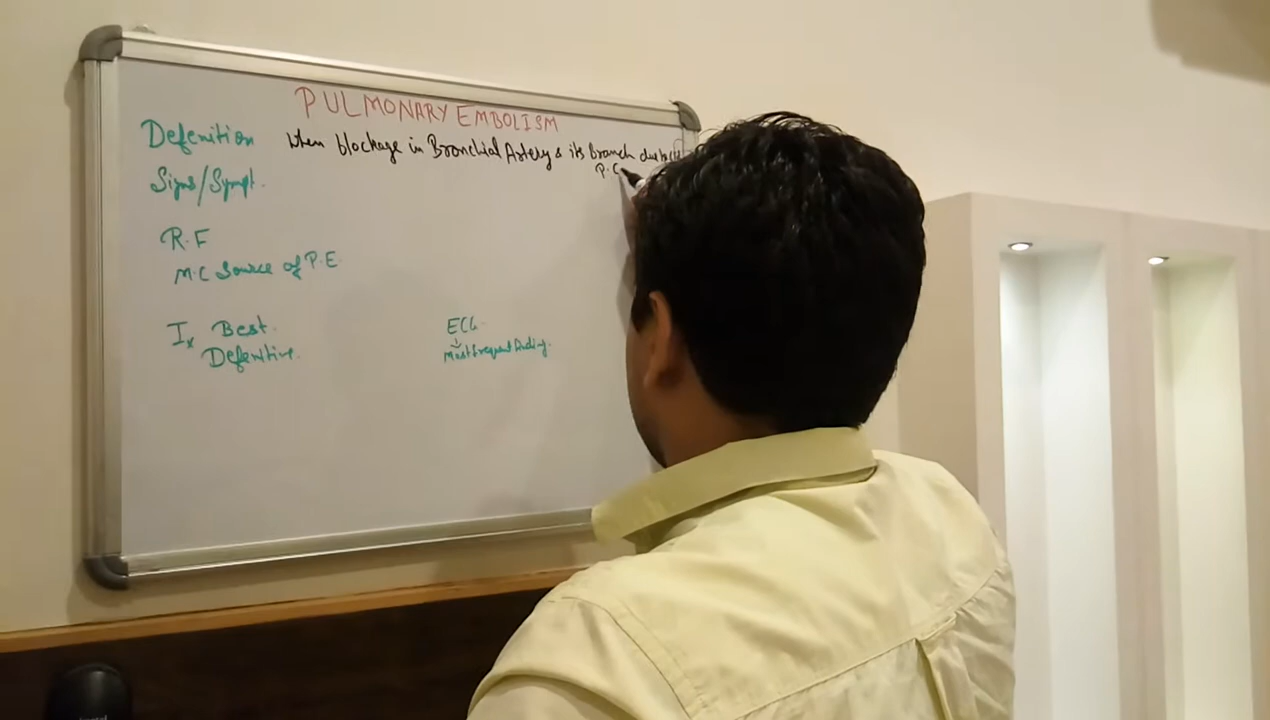 PULMONARY EMBOLISM
Defenition when blockage in Bronchial Artery & its Branch due to
P.C
Signs/Sympt.
R.F
M.C Source of P.E
Ix Best
Defenitive.
ECG
Most frequent finding.